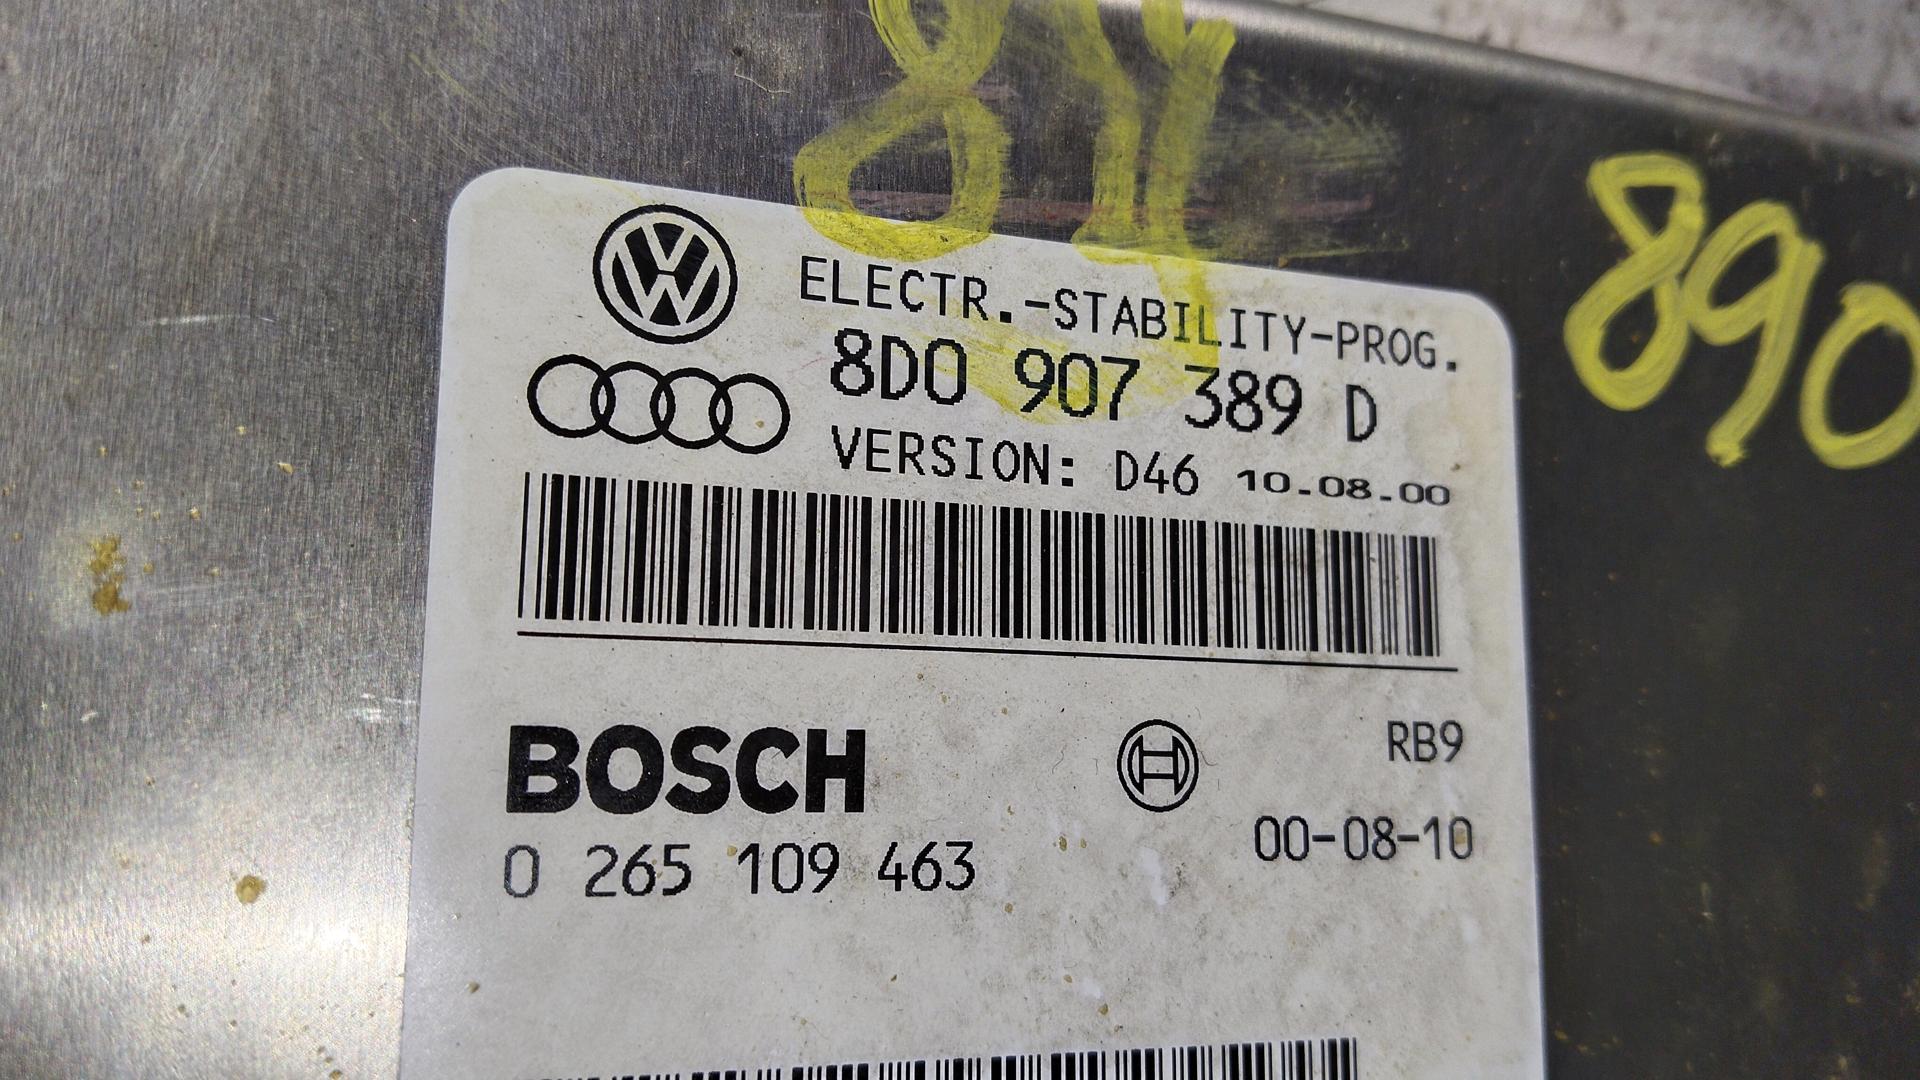 890
ELECTR.-STABILITY-PROG.
8D0 907 389 D
VERSION: D46 10.08.00
BOSCH
RB9
00-08-10
0 265 109 463